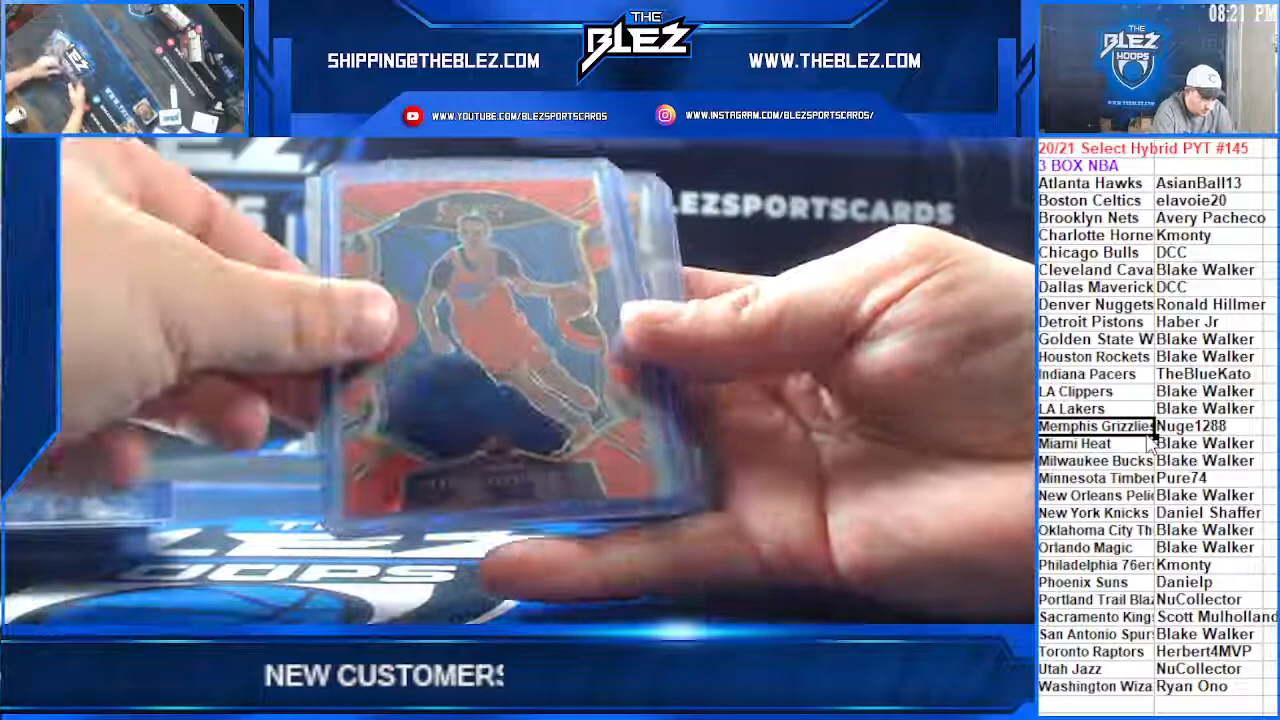 08:21 PM
THE
BLEZ
SHIPPING@THEBLEZ.COM
WWW.THEBLEZ.COM
WWW.YOUTUBE.COM/BLEZSPORTSCARDS
WWW.INSTAGRAM.COM/BLEZSPORTSCARDS/
THE
BLEZ
HOOPS
WWW.THEBLEZ.COM
LEZSPORTSCARDS
HOOPS
NEW CUSTOMERS
20/21 Select Hybrid PYT #145
3 BOX NBA
Atlanta Hawks AsianBall13
Boston Celtics elavoie20
Brooklyn Nets Avery Pacheco
Charlotte Horne Kmonty
Chicago Bulls DCC
Cleveland Cava Blake Walker
Dallas Maverick DCC
Denver Nuggets Ronald Hillmer
Detroit Pistons Haber Jr
Golden State W Blake Walker
Houston Rockets Blake Walker
Indiana Pacers TheBlueKato
LA Clippers Blake Walker
LA Lakers Blake Walker
Memphis Grizzlies Nuge1288
Miami Heat Blake Walker
Milwaukee Bucks Blake Walker
Minnesota Timber Pure74
New Orleans Peli Blake Walker
New York Knicks Daniel Shaffer
Oklahoma City Th Blake Walker
Orlando Magic Blake Walker
Philadelphia 76er Kmonty
Phoenix Suns Danielp
Portland Trail Blaz NuCollector
Sacramento King Scott Mulholland
San Antonio Spur Blake Walker
Toronto Raptors Herbert4MVP
Utah Jazz NuCollector
Washington Wiza Ryan Ono